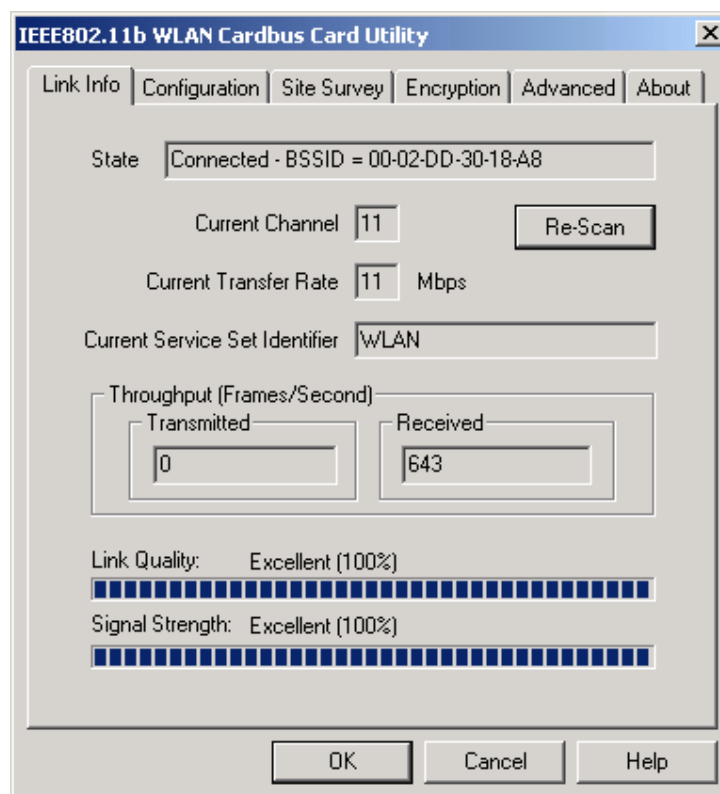 IEEE802.11b WLAN Cardbus Card Utility
Link Info Configuration Site Survey Encryption Advanced About
State Connected - BSSID = 00-02-DD-30-18-A8
Current Channel 11 Re-Scan
Current Transfer Rate 11 Mbps
Current Service Set Identifier WLAN
Throughput (Frames/Second)
Transmitted Received
0 643
Link Quality: Excellent (100%)
Signal Strength: Excellent (100%)
OK Cancel Help